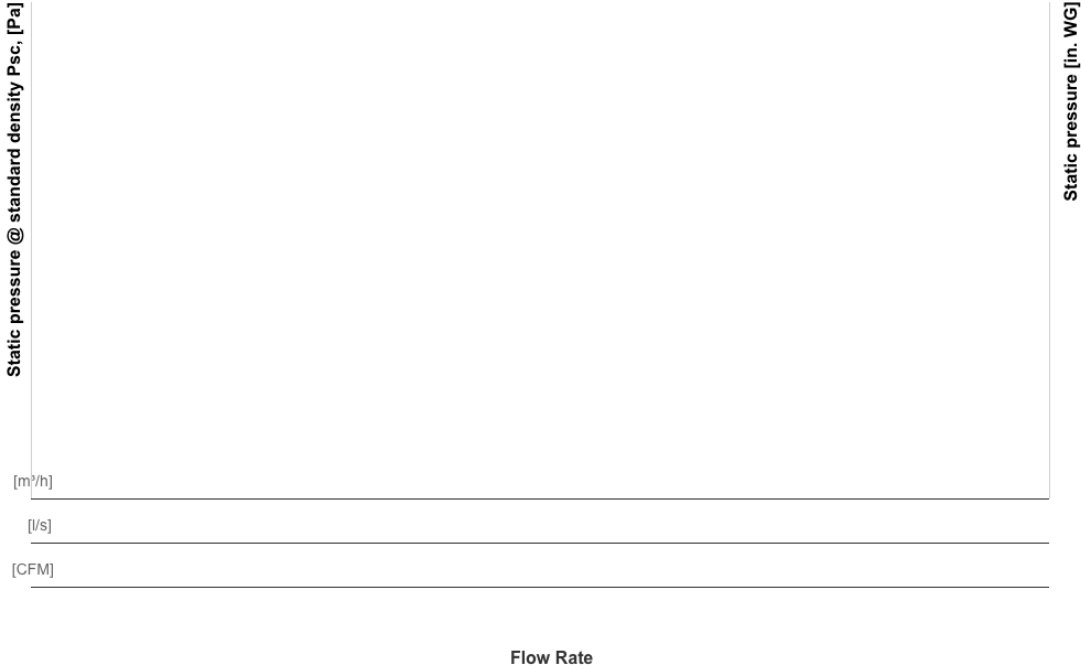 Static pressure @ standard density Psc, [Pa]
Static pressure [in. WG]
[m³/h]
[l/s]
[CFM]
Flow Rate